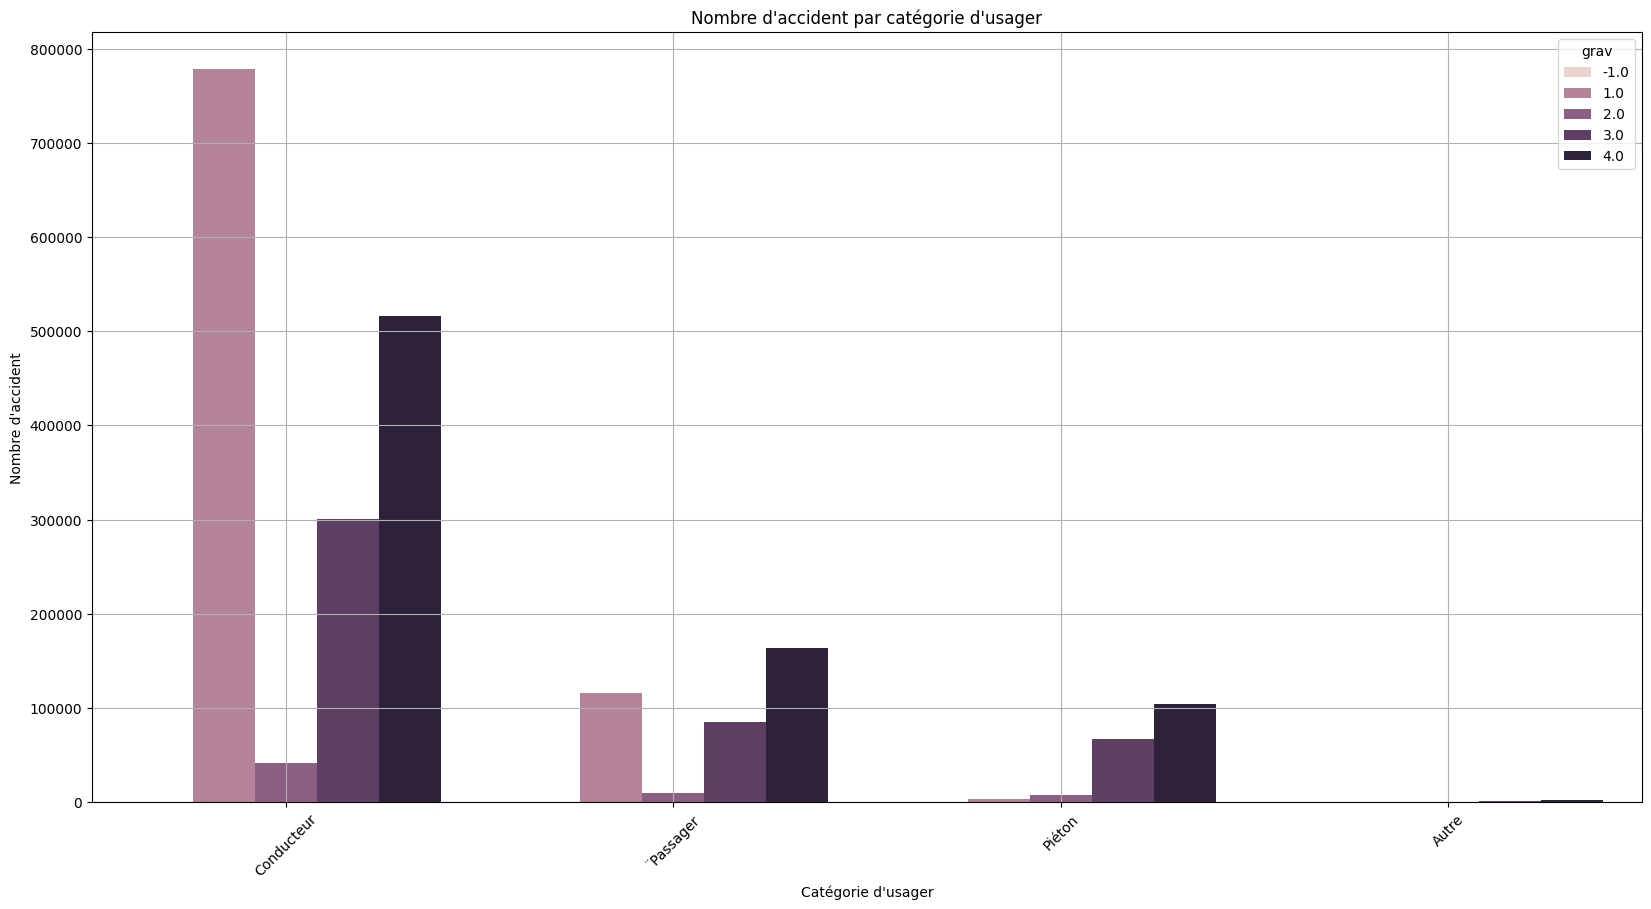 Nombre d'accident par catégorie d'usager
grav
-1.0
1.0
2.0
3.0
4.0
Nombre d'accident
800000
700000
600000
500000
400000
300000
200000
100000
0
Conducteur
¨Passager
Piéton
Autre
Catégorie d'usager